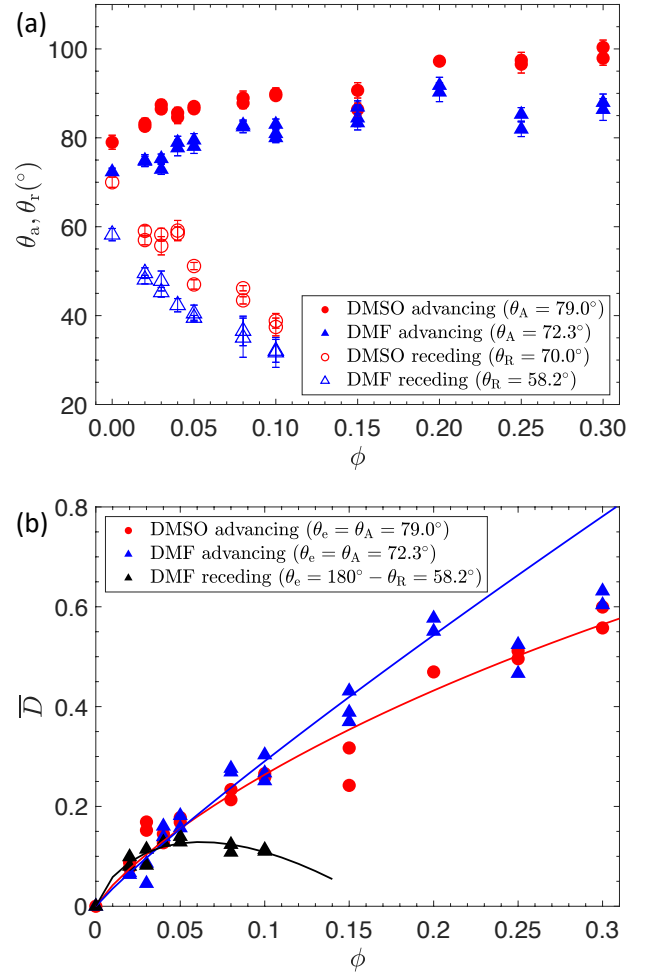 (a)
100
80
60
40
20
θa, θr(°)
DMSO advancing (θA = 79.0°)
DMF advancing (θA = 72.3°)
DMSO receding (θR = 70.0°)
DMF receding (θR = 58.2°)
0.00 0.05 0.10 0.15 0.20 0.25 0.30
ϕ
(b)
0.8
0.6
0.4
0.2
0
D̅
DMSO advancing (θe = θA = 79.0°)
DMF advancing (θe = θA = 72.3°)
DMF receding (θe = 180° − θR = 58.2°)
0 0.05 0.1 0.15 0.2 0.25 0.3
ϕ